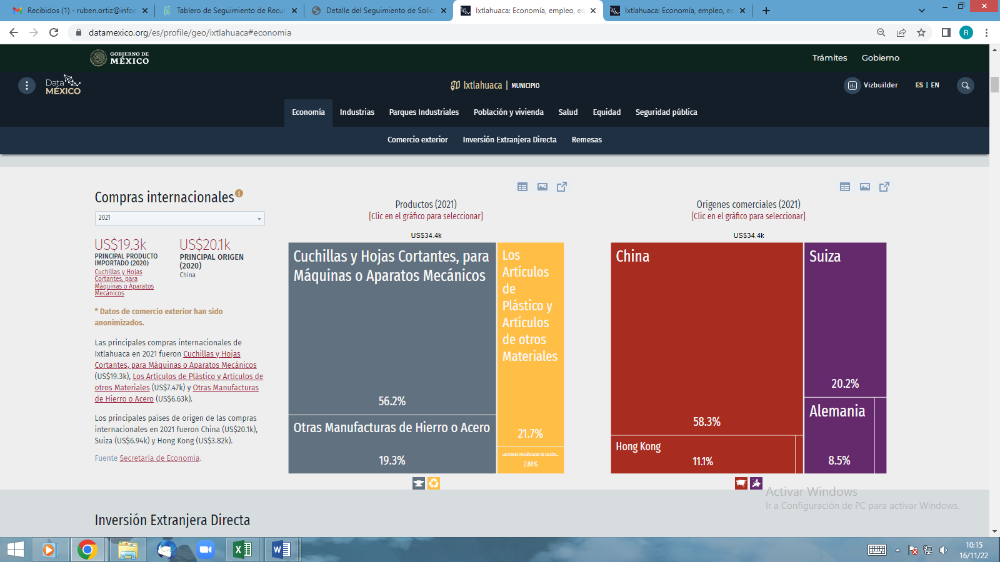 Recibidos (1) - ruben.ortiz@infoe
Tablero de Seguimiento de Recur
Detalle del Seguimiento de Solici
Ixtlahuaca: Economía, empleo, eq
Ixtlahuaca: Economía, empleo, ec
datamexico.org/es/profile/geo/ixtlahuaca#economia
R
GOBIERNO DE
MÉXICO
Trámites
Gobierno
Data
MÉXICO
Ixtlahuaca | MUNICIPIO
Vizbuilder
ES | EN
Economía
Industrias
Parques Industriales
Población y vivienda
Salud
Equidad
Seguridad pública
Comercio exterior
Inversión Extranjera Directa
Remesas
Compras internacionales
2021
US$19.3k
PRINCIPAL PRODUCTO
IMPORTADO (2020)
Cuchillas y Hojas
Cortantes, para
Máquinas o Aparatos
Mecánicos
US$20.1k
PRINCIPAL ORIGEN
(2020)
China
* Datos de comercio exterior han sido
anonimizados.
Las principales compras internacionales de
Ixtlahuaca en 2021 fueron Cuchillas y Hojas
Cortantes, para Máquinas o Aparatos Mecánicos
(US$19.3k), Los Artículos de Plástico y Artículos de
otros Materiales (US$7.47k) y Otras Manufacturas
de Hierro o Acero (US$6.63k).
Los principales países de origen de las compras
internacionales en 2021 fueron China (US$20.1k),
Suiza (US$6.94k) y Hong Kong (US$3.82k).
Fuente Secretaría de Economía.
Productos (2021)
[Clic en el gráfico para seleccionar]
US$34.4k
Cuchillas y Hojas Cortantes, para
Máquinas o Aparatos Mecánicos
56.2%
Otras Manufacturas de Hierro o Acero
19.3%
Los
Artículos
de
Plástico y
Artículos
de otros
Materiales
21.7%
Las Demás Manufacturas de Caucho...
2.88%
Orígenes comerciales (2021)
[Clic en el gráfico para seleccionar]
US$34.4k
China
58.3%
Hong Kong
11.1%
Suiza
20.2%
Alemania
8.5%
Activar Windows
Ir a Configuración de PC para activar Windows.
Inversión Extranjera Directa
10:15
16/11/22